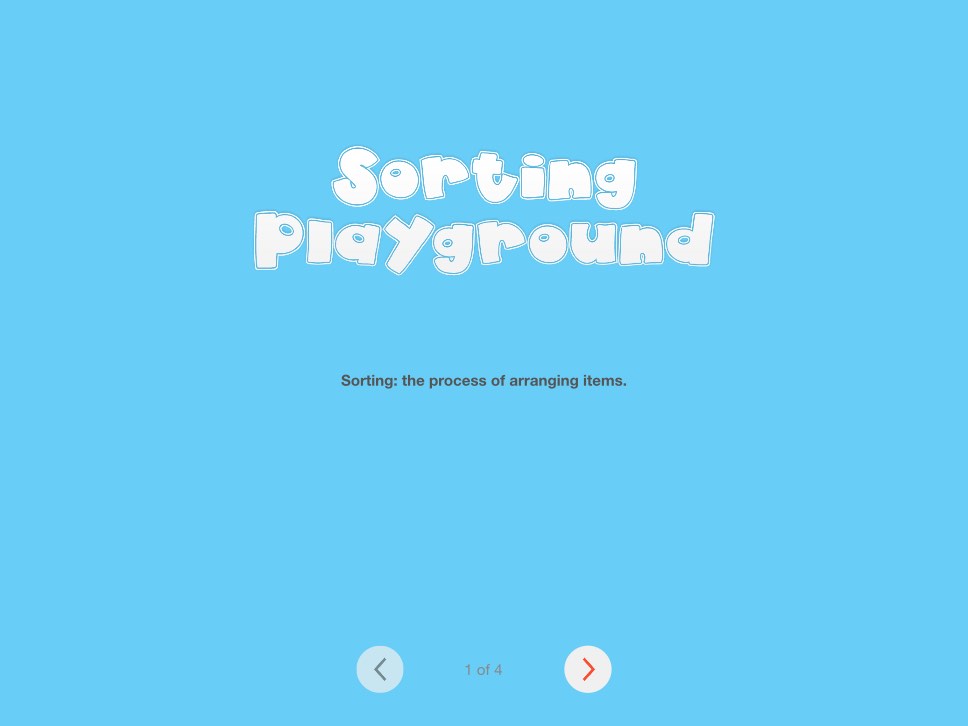 Sorting
Playground
Sorting: the process of arranging items.
1 of 4